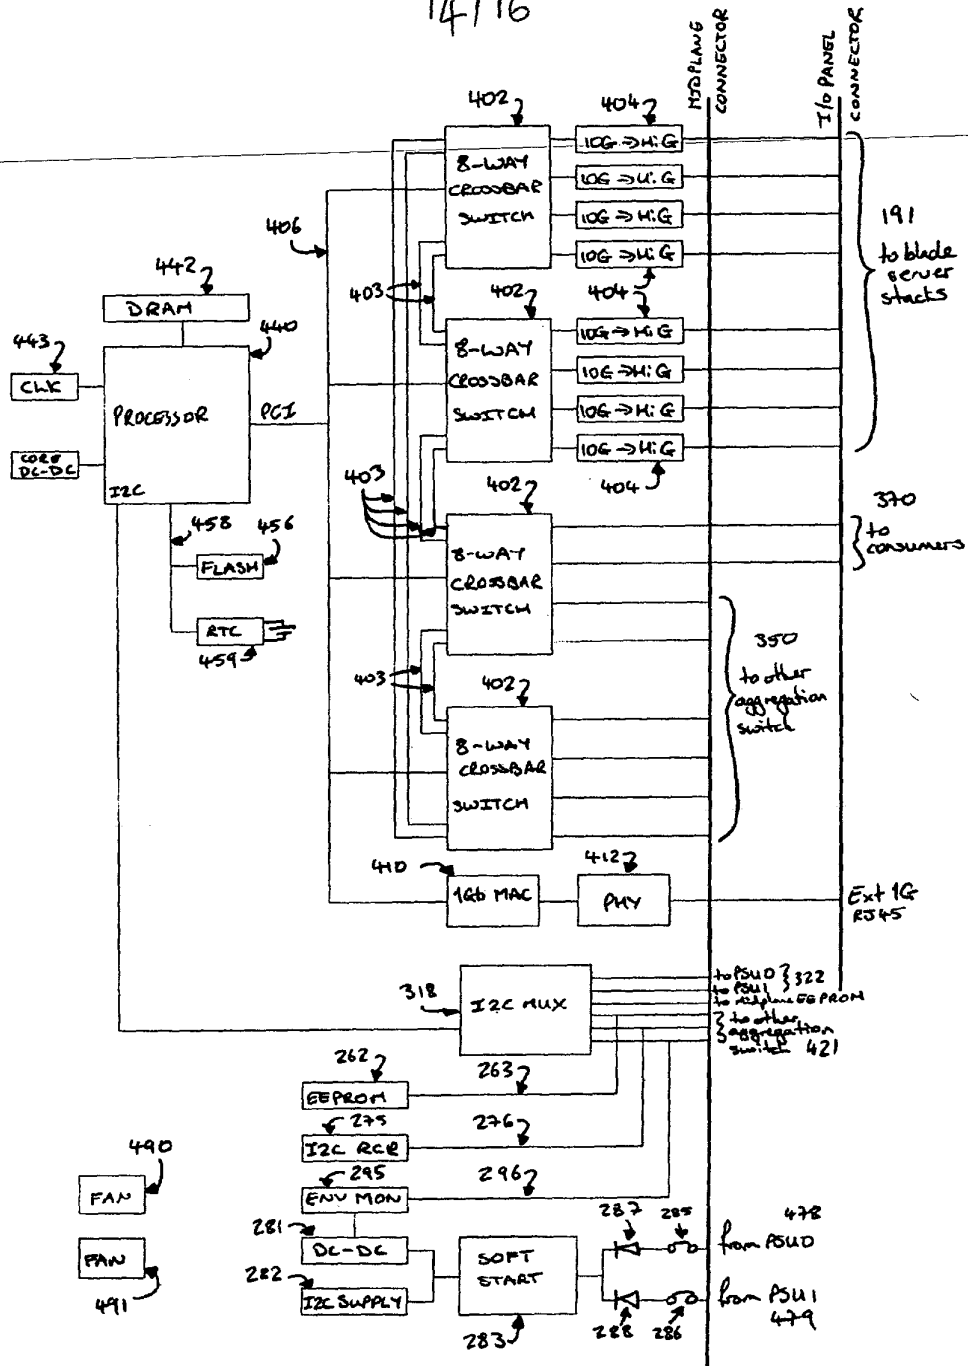 14/16
MIDPLANE
CONNECTOR
I/O PANEL
CONNECTOR
402
404
8-WAY
CROSSBAR
SWITCH
10G → HiG
10G → HiG
10G → HiG
10G → HiG
191
to blade
server
stacks
406
403
402
404
442
DRAM
440
443
CLK
PROCESSOR
PCI
CORE
DC-DC
I2C
8-WAY
CROSSBAR
SWITCH
10G → HiG
10G → HiG
10G → HiG
10G → HiG
404
403
402
370
to
consumers
458
456
FLASH
RTC
459
8-WAY
CROSSBAR
SWITCH
350
to other
aggregation
switch
403
402
8-WAY
CROSSBAR
SWITCH
410
412
1Gb MAC
PHY
Ext 1G
RJ45
318
I2C MUX
to PSU0
to PSU1
322
to midplane EEPROM
to other
aggregation
switch 421
262
263
EEPROM
275
276
I2C RCR
295
296
ENV MON
490
FAN
491
FAN
281
DC-DC
282
I2C SUPPLY
SOFT
START
283
287
285
478
from PSU0
from PSU1
479
288
286